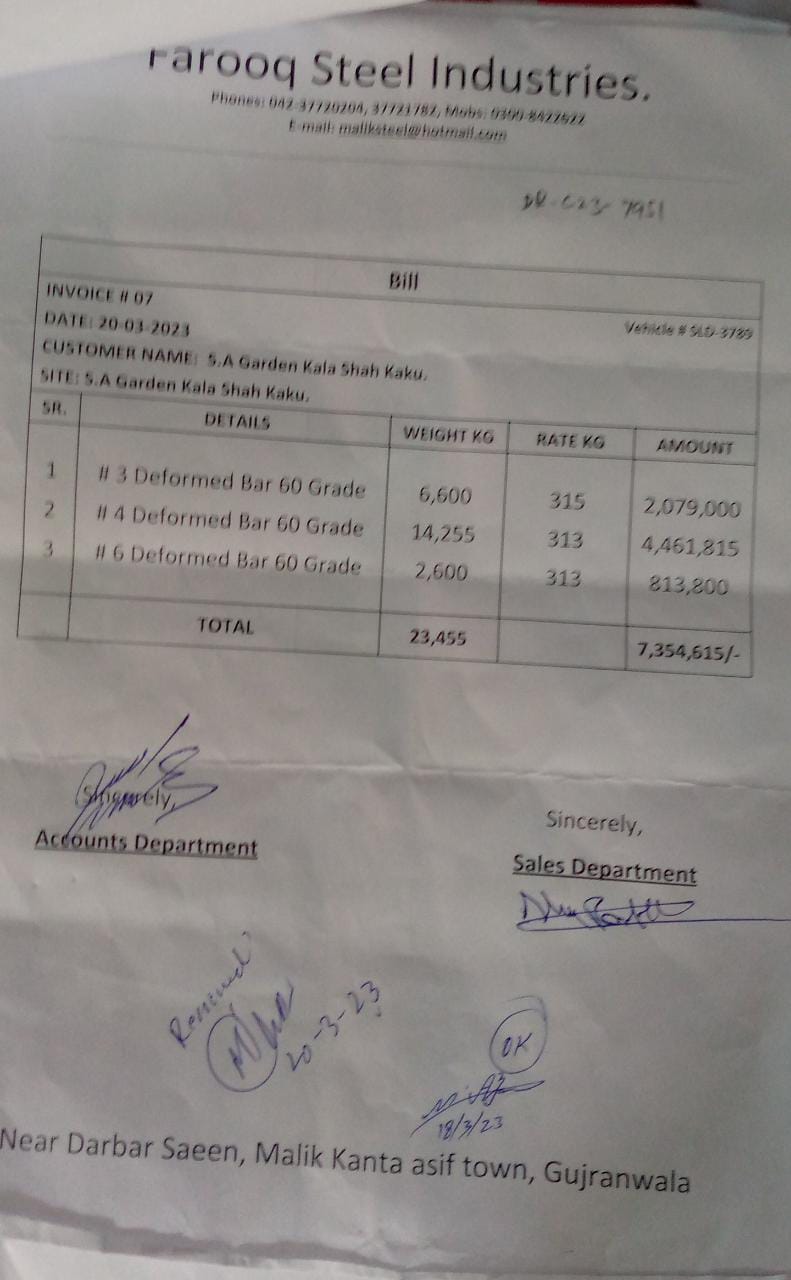 Farooq Steel Industries.
Phones: 042-37720204, 37721782, Mobs: 0300-8422622
E-mail: maliksteel@hotmail.com
7951
Bill
INVOICE # 07
DATE: 20-03-2023 Vehicle # SLD-3789
CUSTOMER NAME: S.A Garden Kala Shah Kaku.
SITE: S.A Garden Kala Shah Kaku.
SR. DETAILS WEIGHT KG RATE KG AMOUNT
1 # 3 Deformed Bar 60 Grade 6,600 315 2,079,000
2 # 4 Deformed Bar 60 Grade 14,255 313 4,461,815
3 # 6 Deformed Bar 60 Grade 2,600 313 813,800
TOTAL 23,455 7,354,615/-
Sincerely, Sincerely,
Accounts Department Sales Department
20-3-23
OK
18/3/23
Near Darbar Saeen, Malik Kanta asif town, Gujranwala